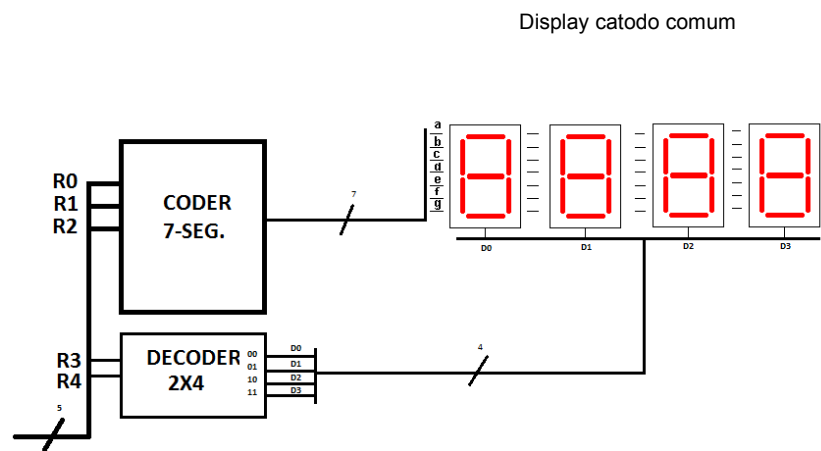 Display catodo comum
a
b
c
d
e
f
g
7
R0
R1
R2
CODER
7-SEG.
D0
D1
D2
D3
R3
R4
DECODER
2X4
00
01
10
11
D0
D1
D2
D3
4
5